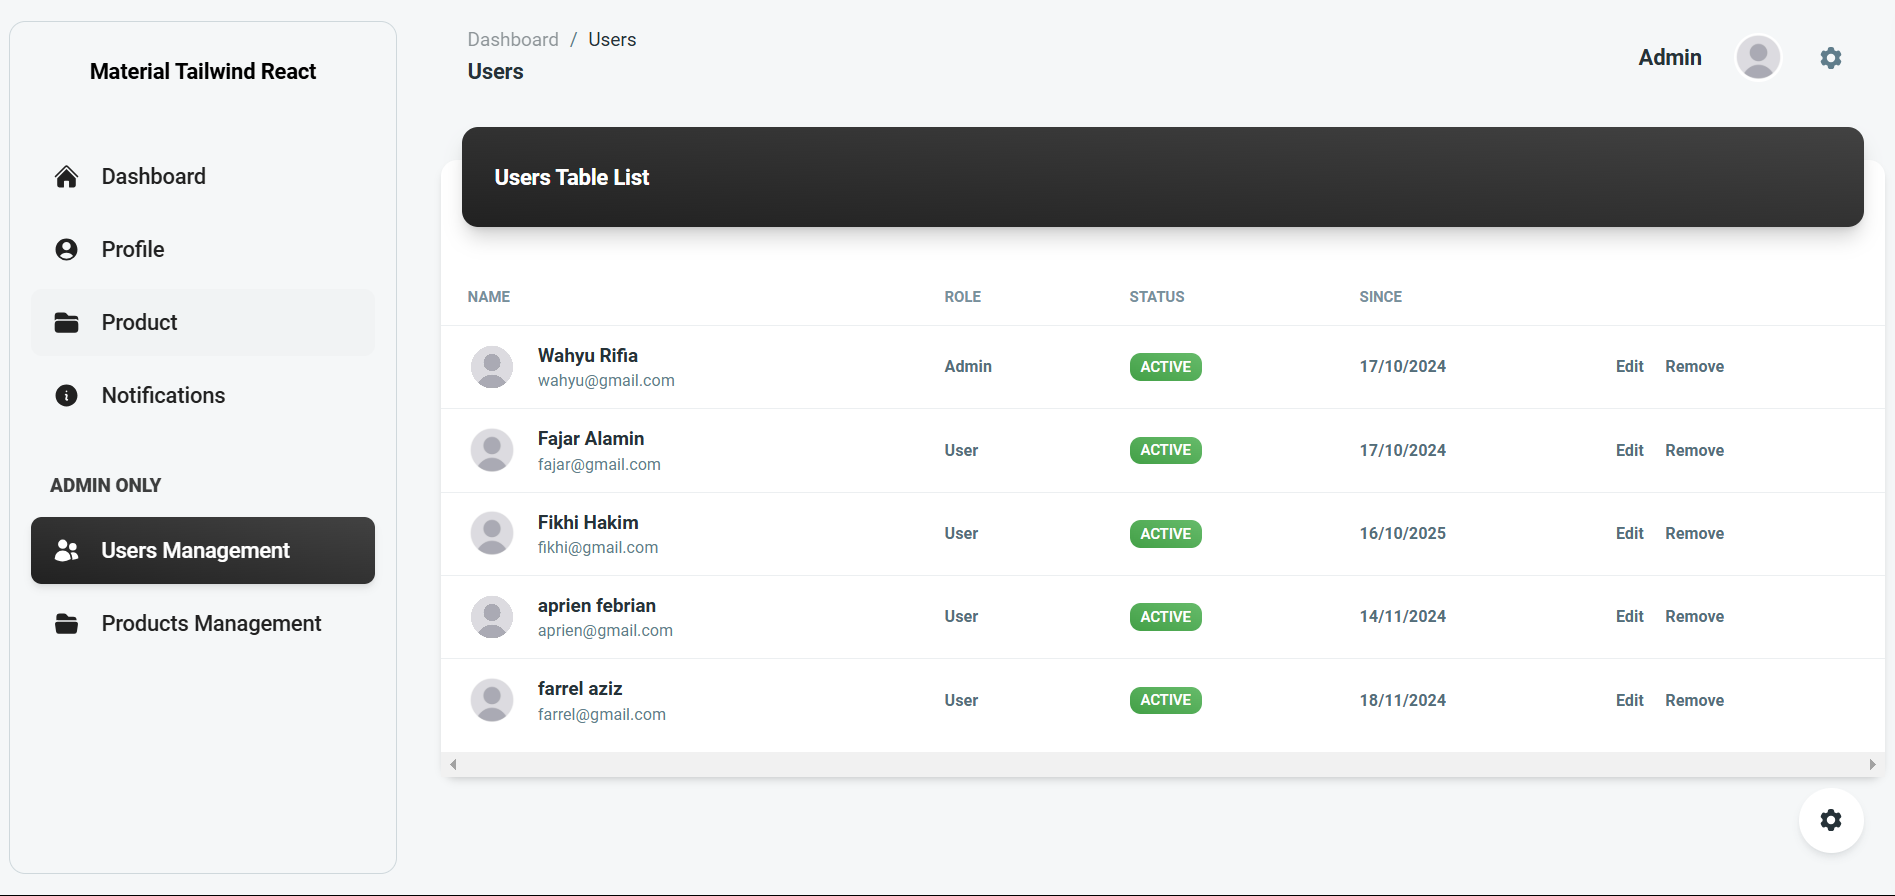 Material Tailwind React
Dashboard
Profile
Product
Notifications
ADMIN ONLY
Users Management
Products Management
Dashboard / Users
Users
Admin
Users Table List
NAME ROLE STATUS SINCE
Wahyu Rifia
wahyu@gmail.com
Admin ACTIVE 17/10/2024 Edit Remove
Fajar Alamin
fajar@gmail.com
User ACTIVE 17/10/2024 Edit Remove
Fikhi Hakim
fikhi@gmail.com
User ACTIVE 16/10/2025 Edit Remove
aprien febrian
aprien@gmail.com
User ACTIVE 14/11/2024 Edit Remove
farrel aziz
farrel@gmail.com
User ACTIVE 18/11/2024 Edit Remove